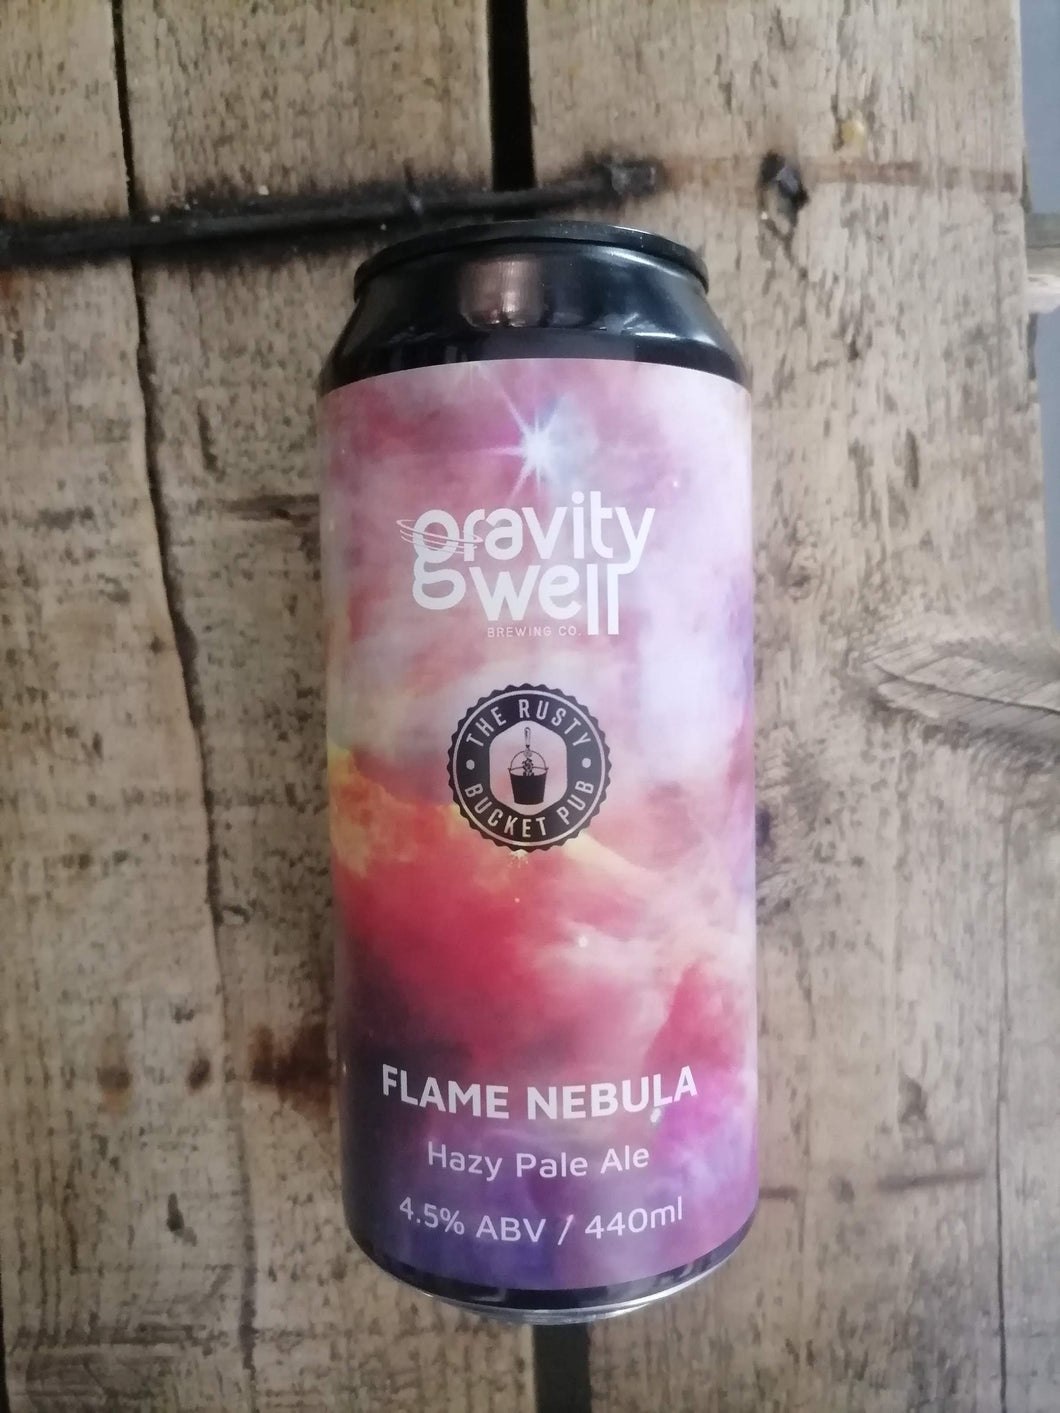 gravity
well
BREWING CO.
THE RUSTY
BUCKET PUB
FLAME NEBULA
Hazy Pale Ale
4.5% ABV / 440ml